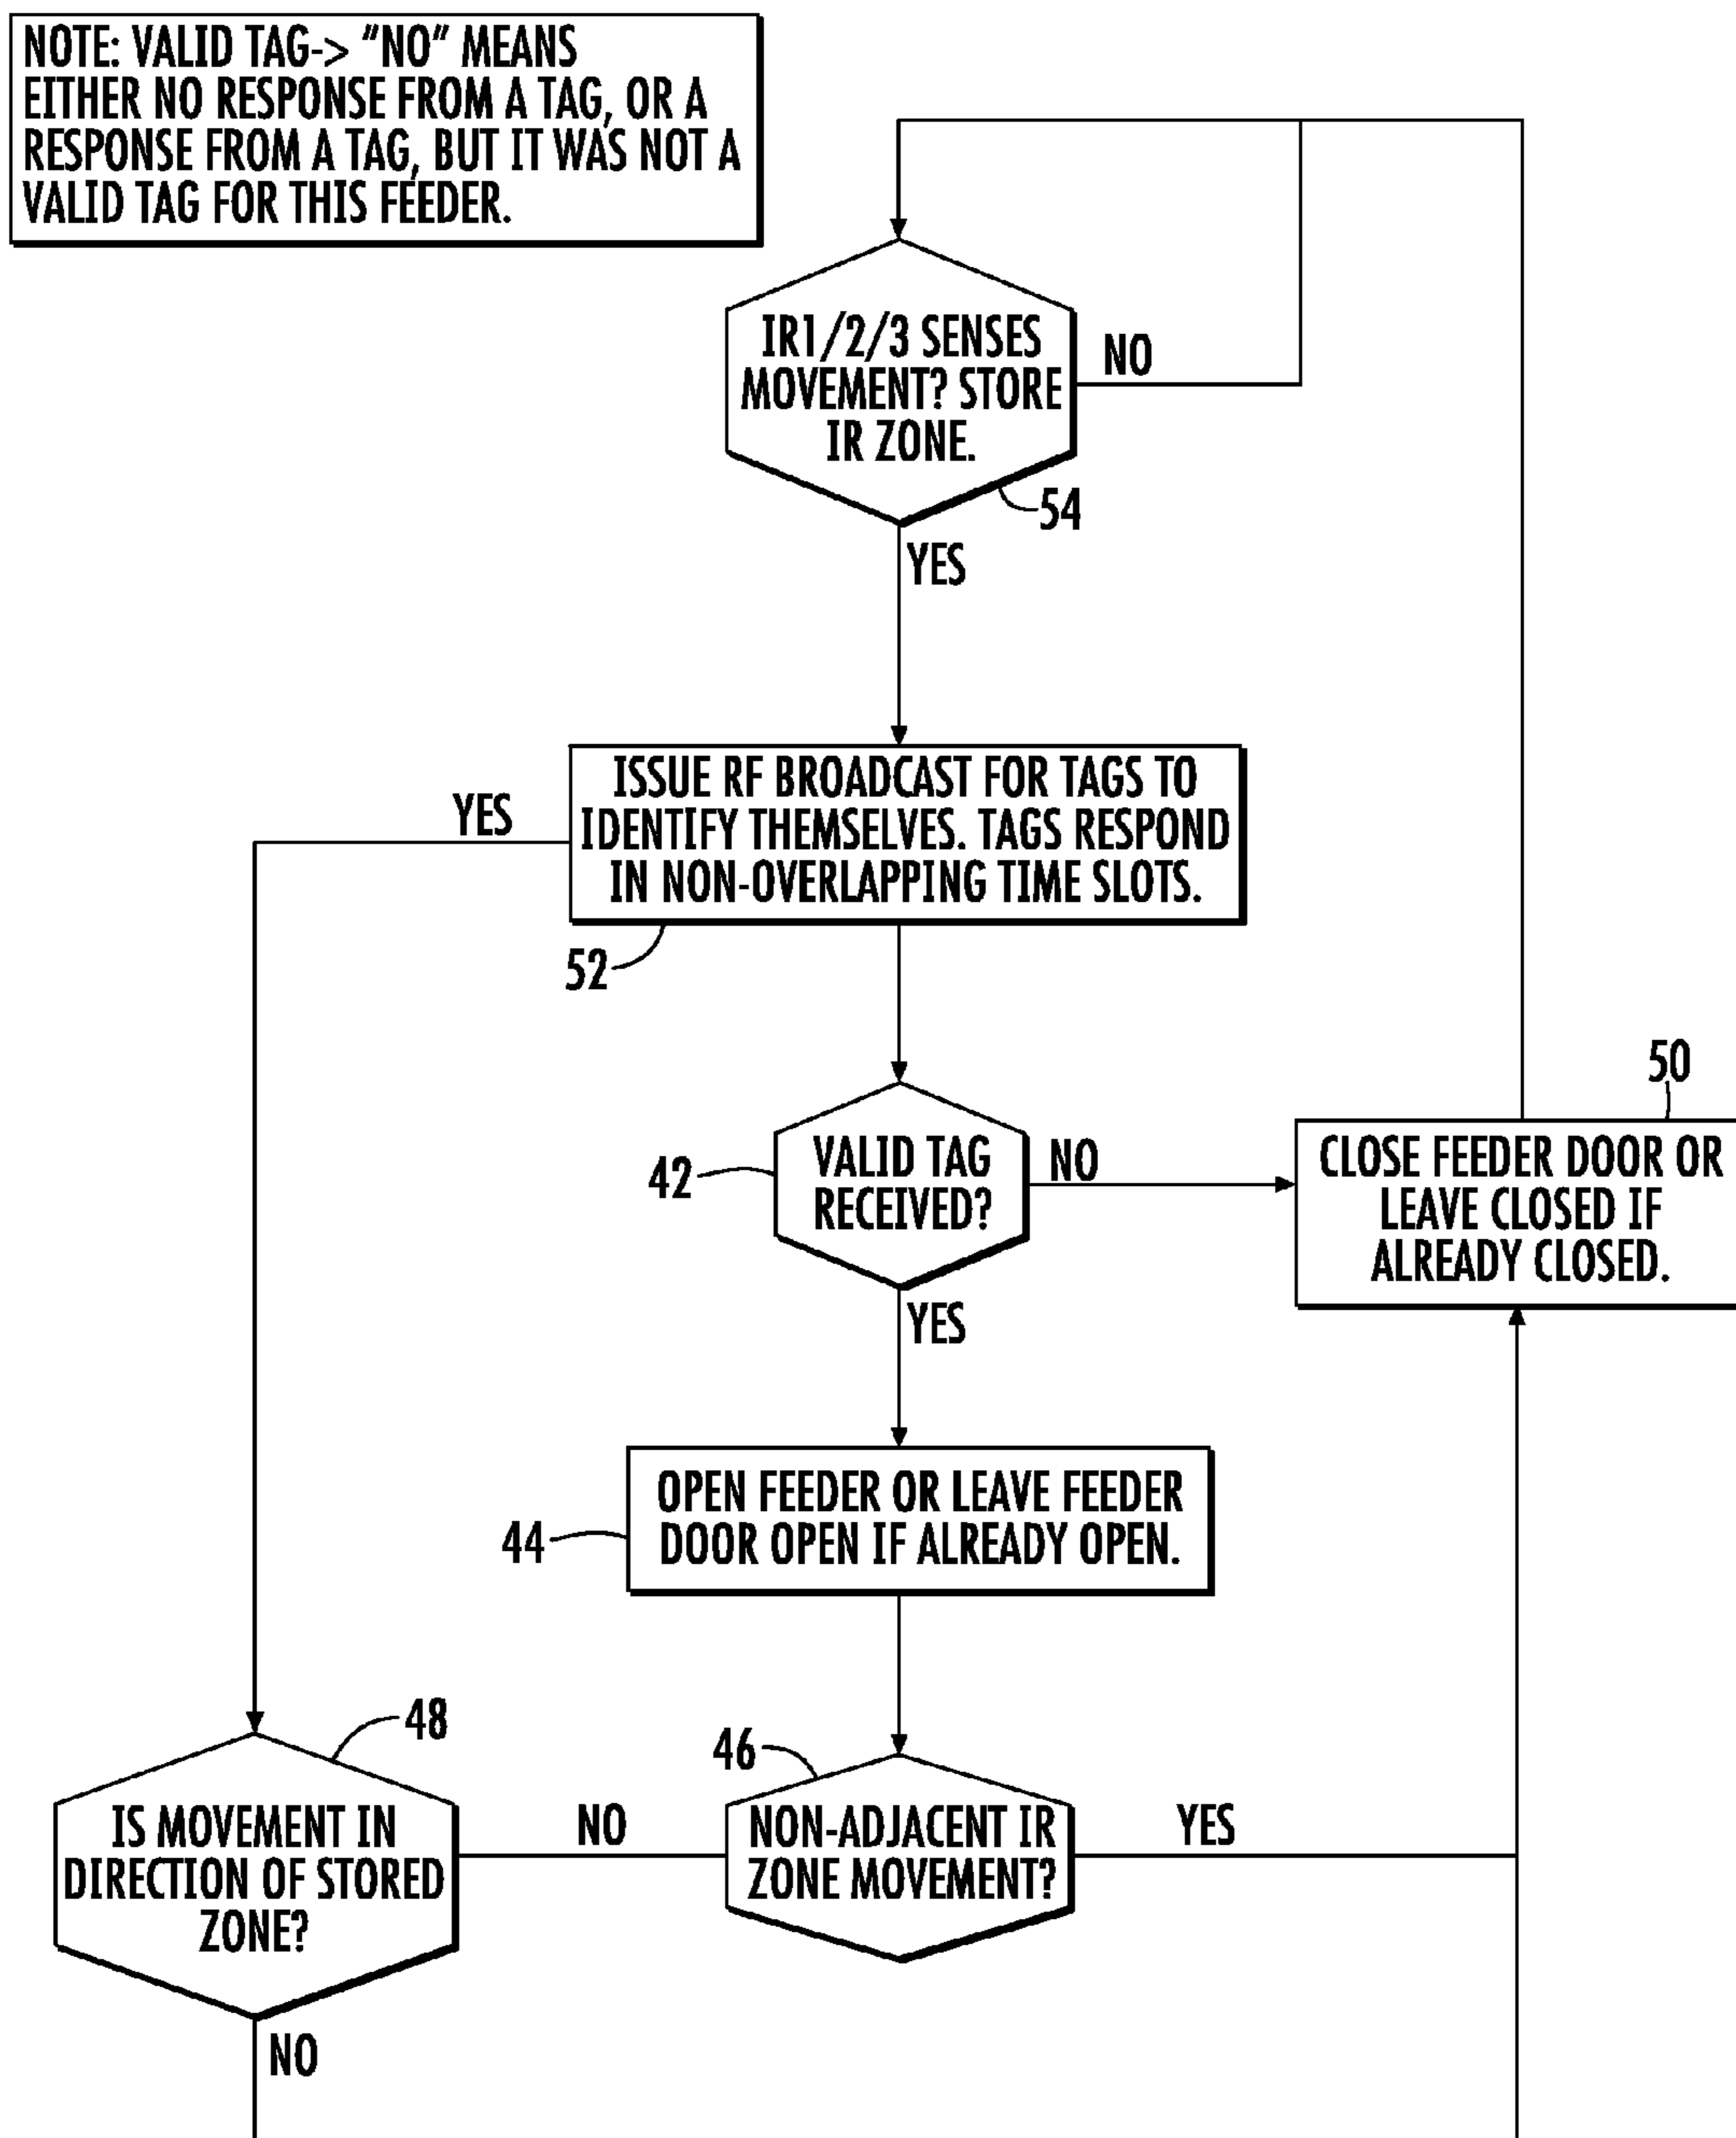 NOTE: VALID TAG-> "NO" MEANS
EITHER NO RESPONSE FROM A TAG, OR A
RESPONSE FROM A TAG, BUT IT WAS NOT A
VALID TAG FOR THIS FEEDER.
IR1/2/3 SENSES
MOVEMENT? STORE
IR ZONE.
NO
54
YES
ISSUE RF BROADCAST FOR TAGS TO
IDENTIFY THEMSELVES. TAGS RESPOND
IN NON-OVERLAPPING TIME SLOTS.
YES
52
50
VALID TAG
RECEIVED?
42
NO
CLOSE FEEDER DOOR OR
LEAVE CLOSED IF
ALREADY CLOSED.
YES
OPEN FEEDER OR LEAVE FEEDER
DOOR OPEN IF ALREADY OPEN.
44
48
46
IS MOVEMENT IN
DIRECTION OF STORED
ZONE?
NO
NON-ADJACENT IR
ZONE MOVEMENT?
YES
NO